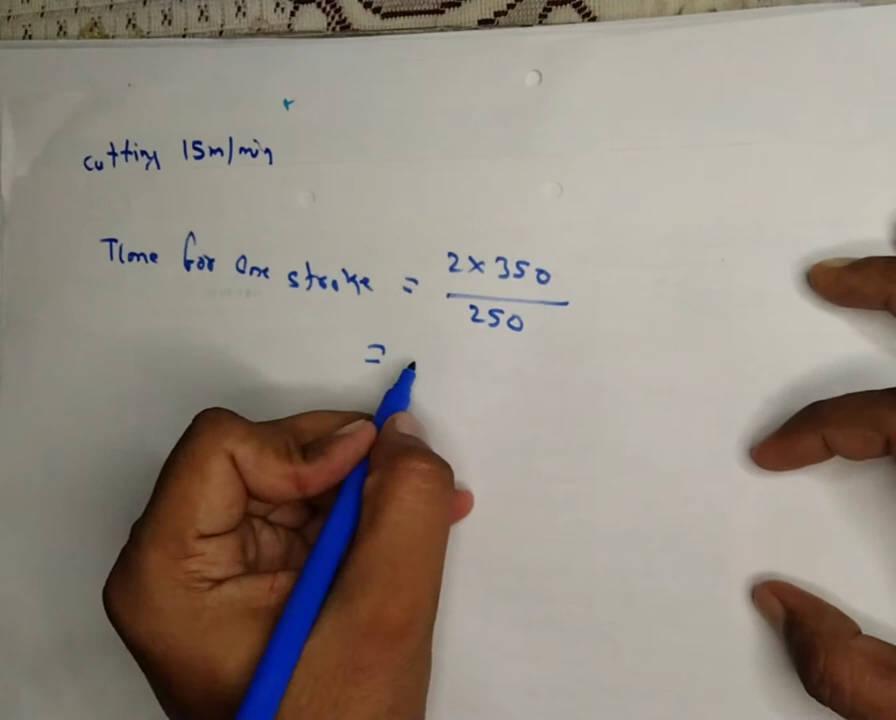 cutting 15m/min
Time for one stroke = 2 x 350
250
=